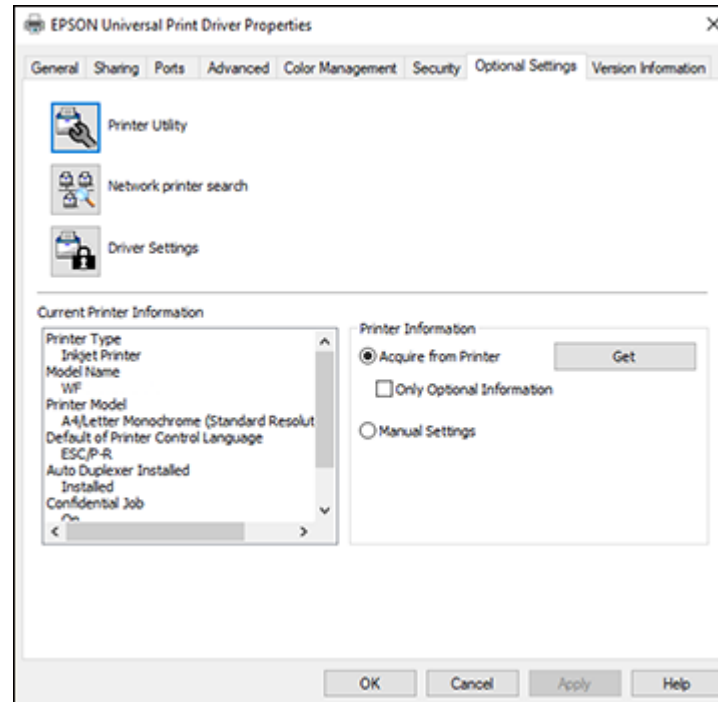 EPSON Universal Print Driver Properties
General Sharing Ports Advanced Color Management Security Optional Settings Version Information
Printer Utility
Network printer search
Driver Settings
Current Printer Information
Printer Type
Inkjet Printer
Model Name
WF
Printer Model
A4/Letter Monochrome (Standard Resolut
Default of Printer Control Language
ESC/P-R
Auto Duplexer Installed
Installed
Confidential Job
On
Printer Information
Acquire from Printer Get
Only Optional Information
Manual Settings
OK Cancel Apply Help